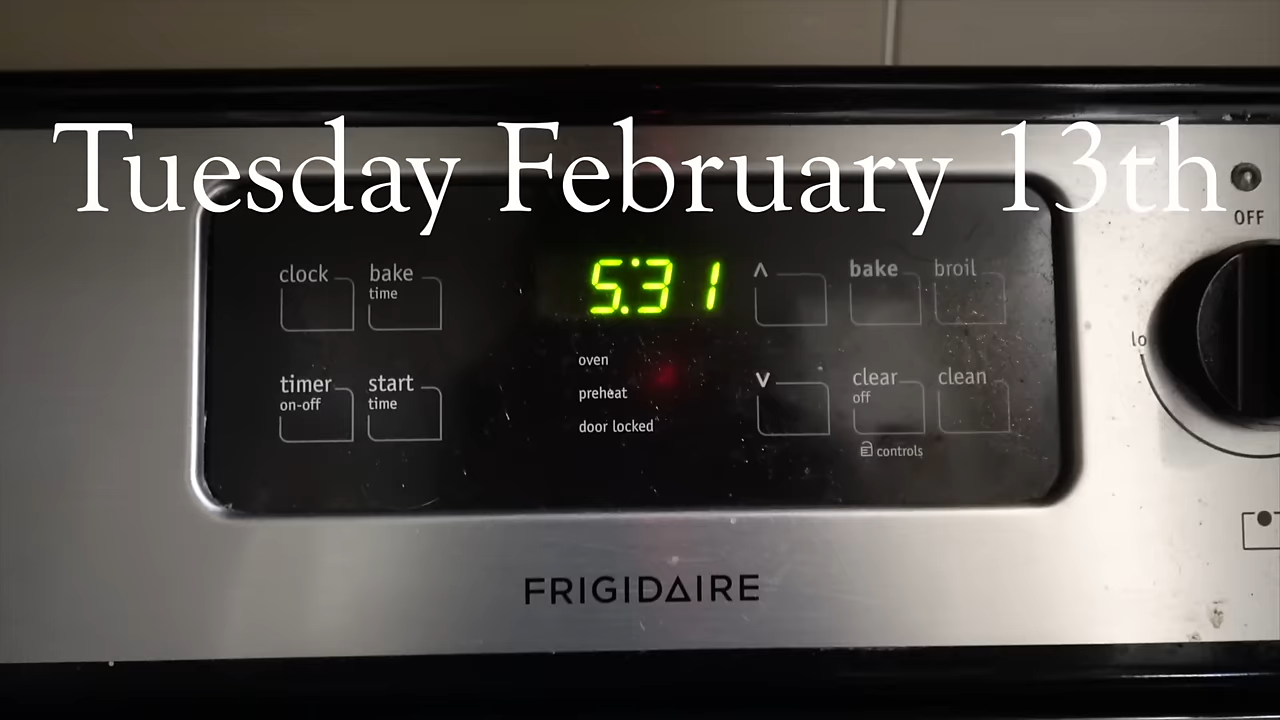 Tuesday February 13th
OFF
clock
bake
time
5:31
^
bake
broil
lo
oven
timer
on-off
start
time
preheat
v
clear
off
clean
door locked
controls
FRIGIDAIRE